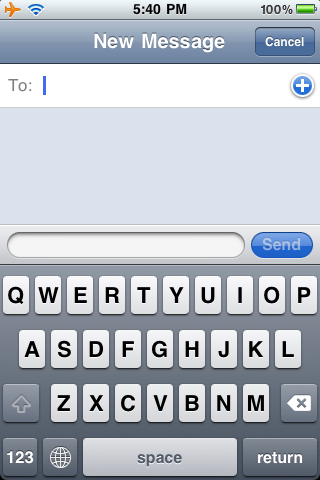 5:40 PM 100%
New Message Cancel
To:
Send
Q W E R T Y U I O P
A S D F G H J K L
Z X C V B N M
123 space return